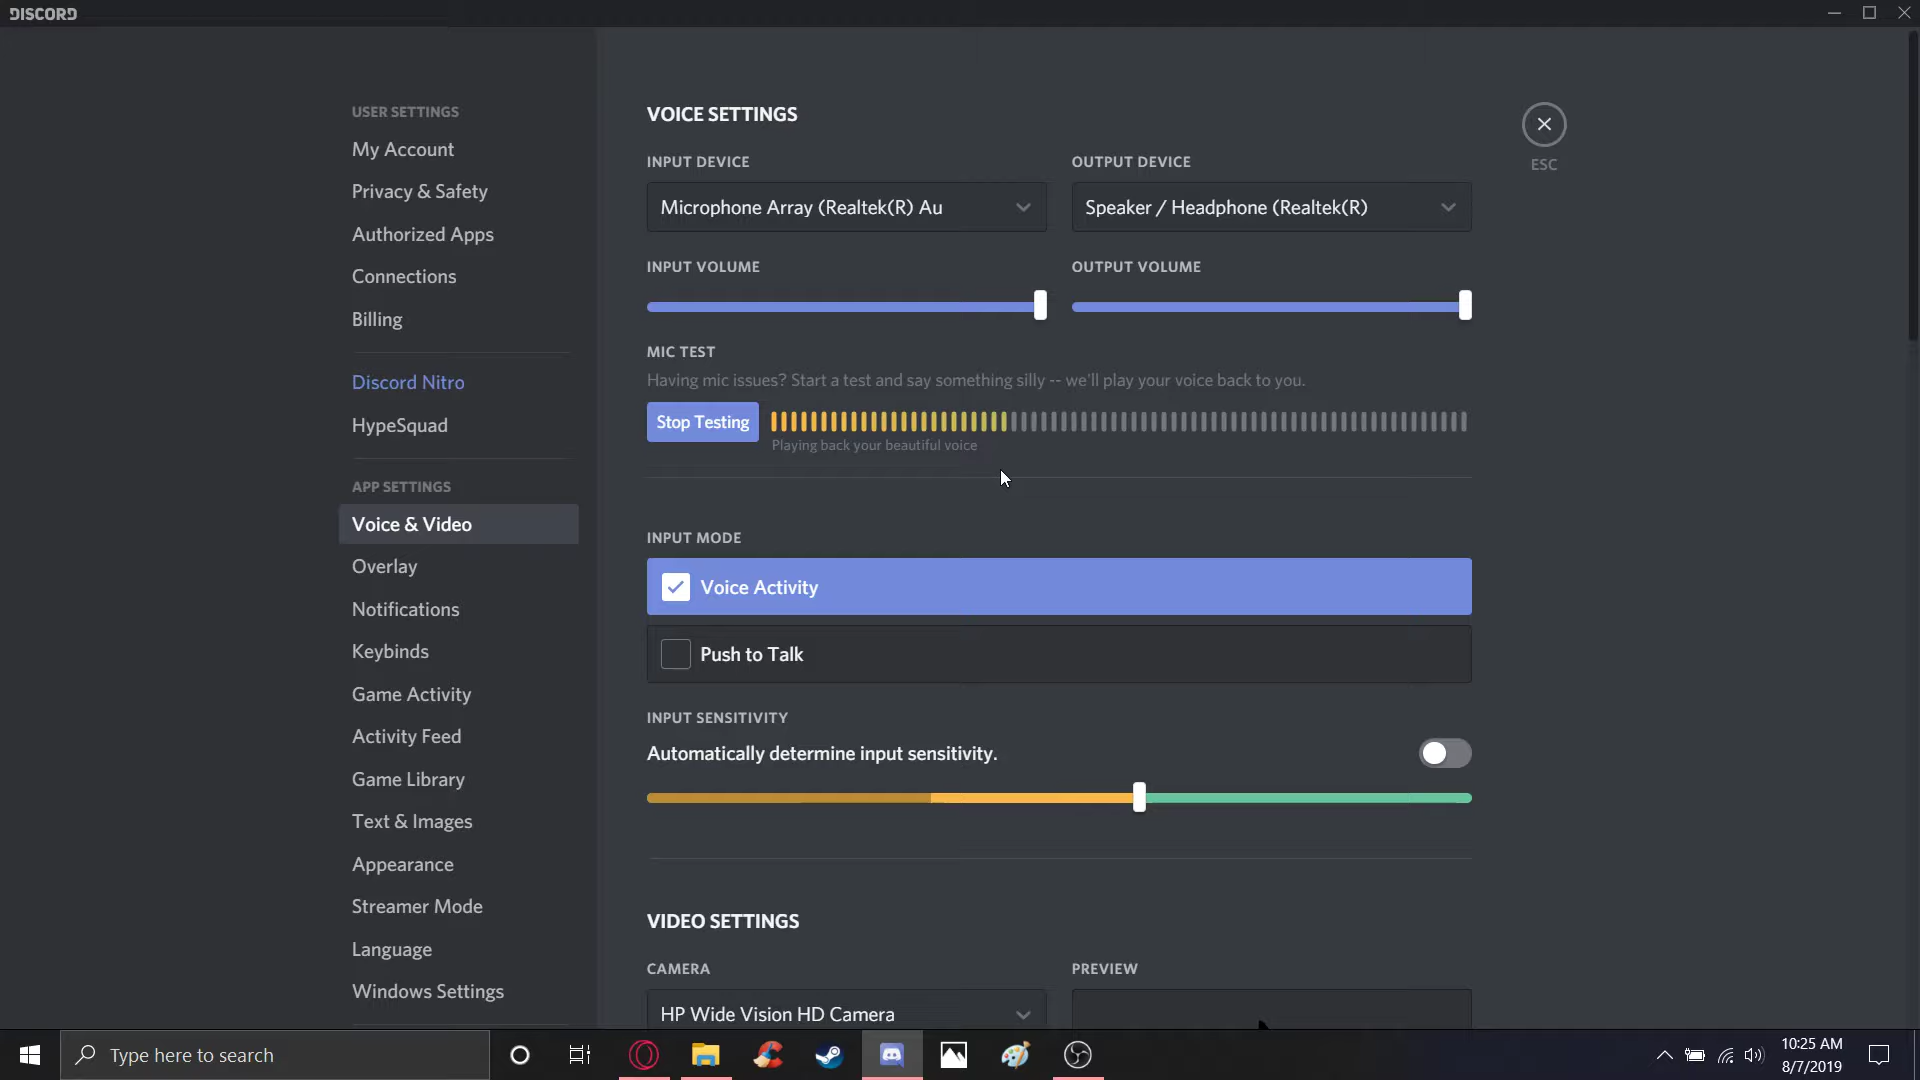 DISCORD
USER SETTINGS
My Account
Privacy & Safety
Authorized Apps
Connections
Billing
Discord Nitro
HypeSquad
APP SETTINGS
Voice & Video
Overlay
Notifications
Keybinds
Game Activity
Activity Feed
Game Library
Text & Images
Appearance
Streamer Mode
Language
Windows Settings
VOICE SETTINGS
ESC
INPUT DEVICE
OUTPUT DEVICE
Microphone Array (Realtek(R) Au
Speaker / Headphone (Realtek(R)
INPUT VOLUME
OUTPUT VOLUME
MIC TEST
Having mic issues? Start a test and say something silly -- we'll play your voice back to you.
Stop Testing
Playing back your beautiful voice
INPUT MODE
Voice Activity
Push to Talk
INPUT SENSITIVITY
Automatically determine input sensitivity.
VIDEO SETTINGS
CAMERA
PREVIEW
HP Wide Vision HD Camera
Type here to search
10:25 AM
8/7/2019